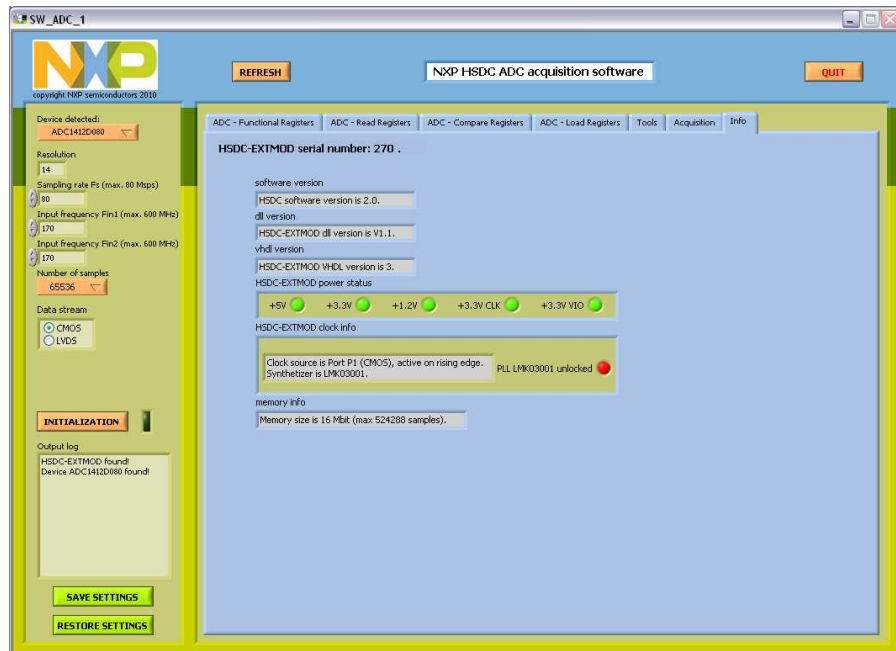 SW_ADC_1
NXP
copyright NXP semiconductors 2010
REFRESH
NXP HSDC ADC acquisition software
QUIT
Device detected:
ADC1412D080
Resolution
14
Sampling rate Fs (max. 80 Msps)
80
Input frequency Fin1 (max. 600 MHz)
170
Input frequency Fin2 (max. 600 MHz)
170
Number of samples
65536
Data stream
CMOS
LVDS
INITIALIZATION
Output log
HSDC-EXTMOD found!
Device ADC1412D080 found!
SAVE SETTINGS
RESTORE SETTINGS
ADC - Functional Registers
ADC - Read Registers
ADC - Compare Registers
ADC - Load Registers
Tools
Acquisition
Info
HSDC-EXTMOD serial number: 270 .
software version
HSDC software version is 2.0.
dll version
HSDC-EXTMOD dll version is V1.1.
vhdl version
HSDC-EXTMOD VHDL version is 3.
HSDC-EXTMOD power status
+5V +3.3V +1.2V +3.3V CLK +3.3V VIO
HSDC-EXTMOD clock info
Clock source is Port P1 (CMOS), active on rising edge.
Synthetizer is LMK03001.
PLL LMK03001 unlocked
memory info
Memory size is 16 Mbit (max 524288 samples).